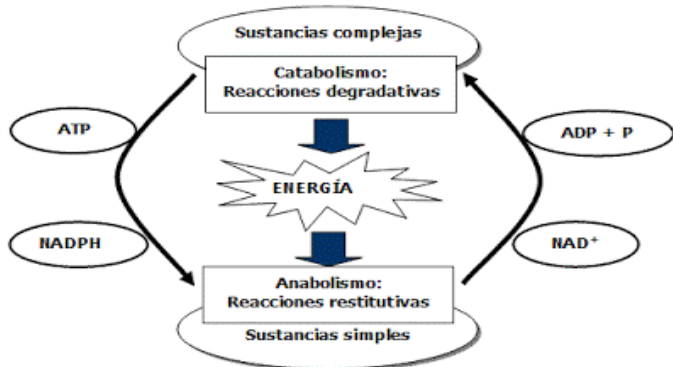 Sustancias complejas
Catabolismo:
Reacciones degradativas
ATP
ADP + P
ENERGÍA
NADPH
NAD⁺
Anabolismo:
Reacciones restitutivas
Sustancias simples